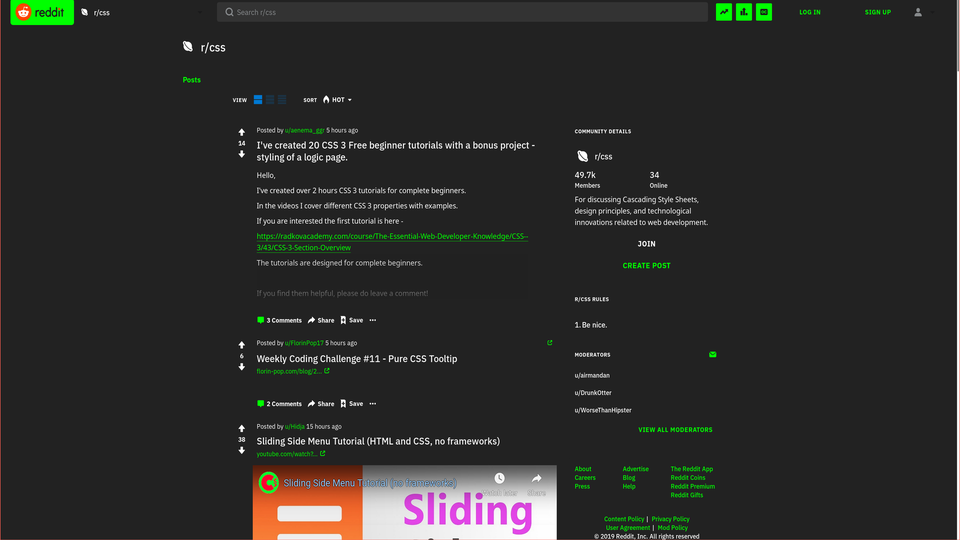 reddit
r/css
Search r/css
LOG IN
SIGN UP
r/css
Posts
VIEW
SORT
HOT
Posted by u/aenema_ggr 5 hours ago
14
I've created 20 CSS 3 Free beginner tutorials with a bonus project -
styling of a logic page.
Hello,
I've created over 2 hours CSS 3 tutorials for complete beginners.
In the videos I cover different CSS 3 properties with examples.
If you are interested the first tutorial is here -
https://radkovacademy.com/course/The-Essential-Web-Developer-Knowledge/CSS--
3/43/CSS-3-Section-Overview
The tutorials are designed for complete beginners.
If you find them helpful, please do leave a comment!
3 Comments
Share
Save
Posted by u/FlorinPop17 5 hours ago
6
Weekly Coding Challenge #11 - Pure CSS Tooltip
florin-pop.com/blog/2...
2 Comments
Share
Save
Posted by u/Hidja 15 hours ago
38
Sliding Side Menu Tutorial (HTML and CSS, no frameworks)
youtube.com/watch?...
Sliding Side Menu Tutorial (no frameworks)
Share
Sliding
COMMUNITY DETAILS
r/css
49.7k
34
Members
Online
For discussing Cascading Style Sheets,
design principles, and technological
innovations related to web development.
JOIN
CREATE POST
R/CSS RULES
1. Be nice.
MODERATORS
u/airmandan
u/DrunkOtter
u/WorseThanHipster
VIEW ALL MODERATORS
About
Advertise
The Reddit App
Careers
Blog
Reddit Coins
Press
Help
Reddit Premium
Reddit Gifts
Content Policy | Privacy Policy
User Agreement | Mod Policy
© 2019 Reddit, Inc. All rights reserved